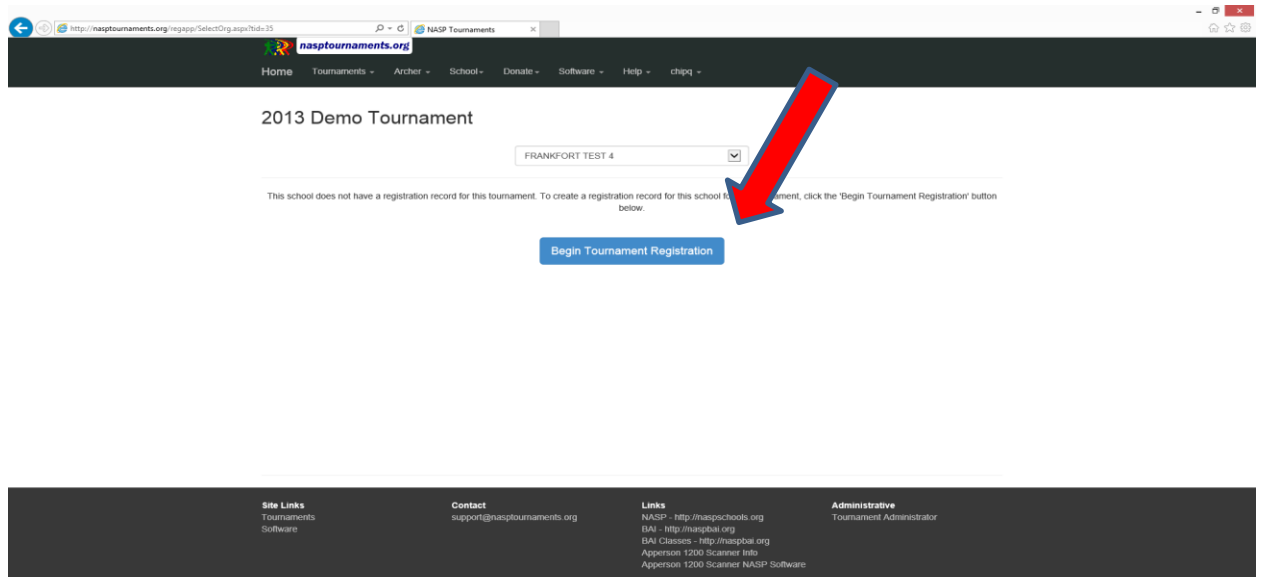 http://nasptournaments.org/regapp/SelectOrg.aspx?tid=35
NASP Tournaments
nasptournaments.org
Home Tournaments Archer School Donate Software Help chipq
2013 Demo Tournament
FRANKFORT TEST 4
This school does not have a registration record for this tournament. To create a registration record for this school click the 'Begin Tournament Registration' button
below.
Begin Tournament Registration
Site Links
Tournaments
Software
Contact
support@nasptournaments.org
Links
NASP - http://naspschools.org
BAI - http://naspbai.org
BAI Classes - http://naspbai.org
Apperson 1200 Scanner Info
Apperson 1200 Scanner NASP Software
Administrative
Tournament Administrator